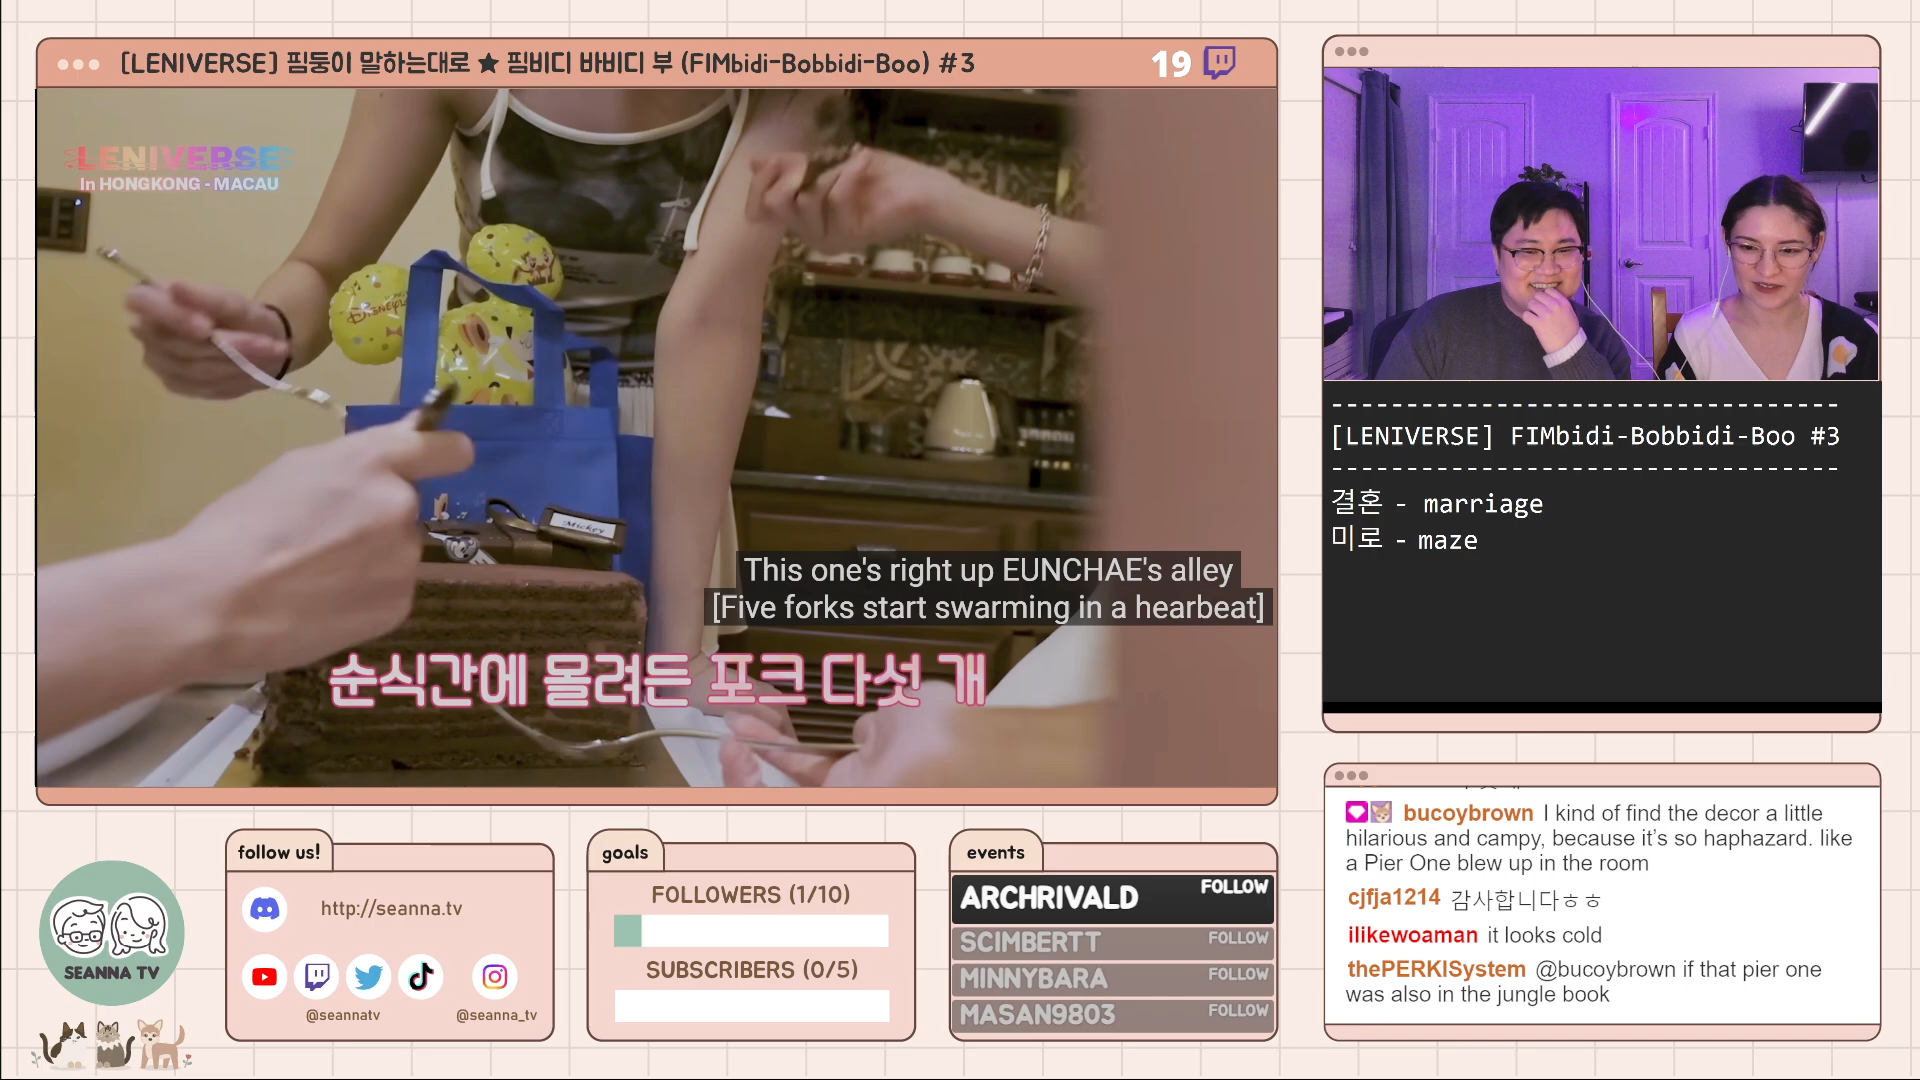 [LENIVERSE] 핌둥이 말하는대로 ★ 핌비디 바비디 부 (FIMbidi-Bobbidi-Boo) #3
19
LENIVERSE
In HONGKONG - MACAU
Mickey
This one's right up EUNCHAE's alley
[Five forks start swarming in a hearbeat]
순식간에 몰려든 포크 다섯 개
---------------------------------
[LENIVERSE] FIMbidi-Bobbidi-Boo #3
---------------------------------
결혼 - marriage
미로 - maze
bucoybrown I kind of find the decor a little
hilarious and campy, because it's so haphazard. like
a Pier One blew up in the room
cjfja1214 감사합니다ㅎㅎ
ilikewoaman it looks cold
thePERKISystem @bucoybrown if that pier one
was also in the jungle book
SEANNA TV
follow us!
http://seanna.tv
@seannatv
@seanna_tv
goals
FOLLOWERS (1/10)
SUBSCRIBERS (0/5)
events
ARCHRIVALD FOLLOW
SCIMBERTT FOLLOW
MINNYBARA FOLLOW
MASAN9803 FOLLOW